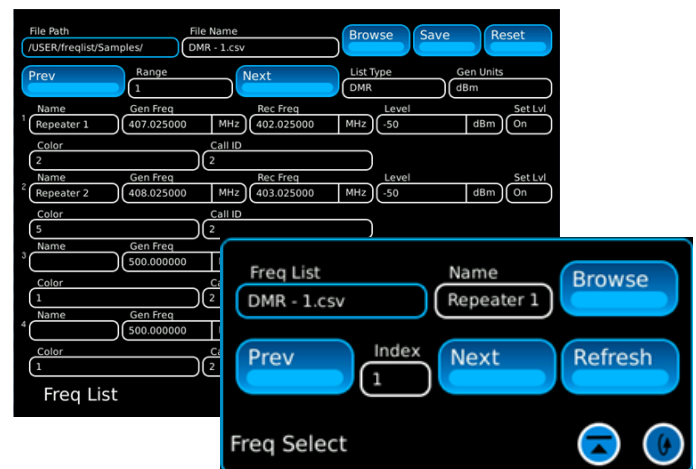 File Path File Name
/USER/freqlist/Samples/ DMR - 1.csv Browse Save Reset
Prev Range Next List Type Gen Units
1 DMR dBm
Name Gen Freq Rec Freq Level Set Lvl
1 Repeater 1 407.025000 MHz 402.025000 MHz -50 dBm On
Color Call ID
2 2
Name Gen Freq Rec Freq Level Set Lvl
2 Repeater 2 408.025000 MHz 403.025000 MHz -50 dBm On
Color Call ID
5 2
Name Gen Freq
3 500.000000
Color
1 2
Name Gen Freq
4 500.000000
Color
1 2
Freq List
Freq List Name Browse
DMR - 1.csv Repeater 1
Prev Index Next Refresh
1
Freq Select